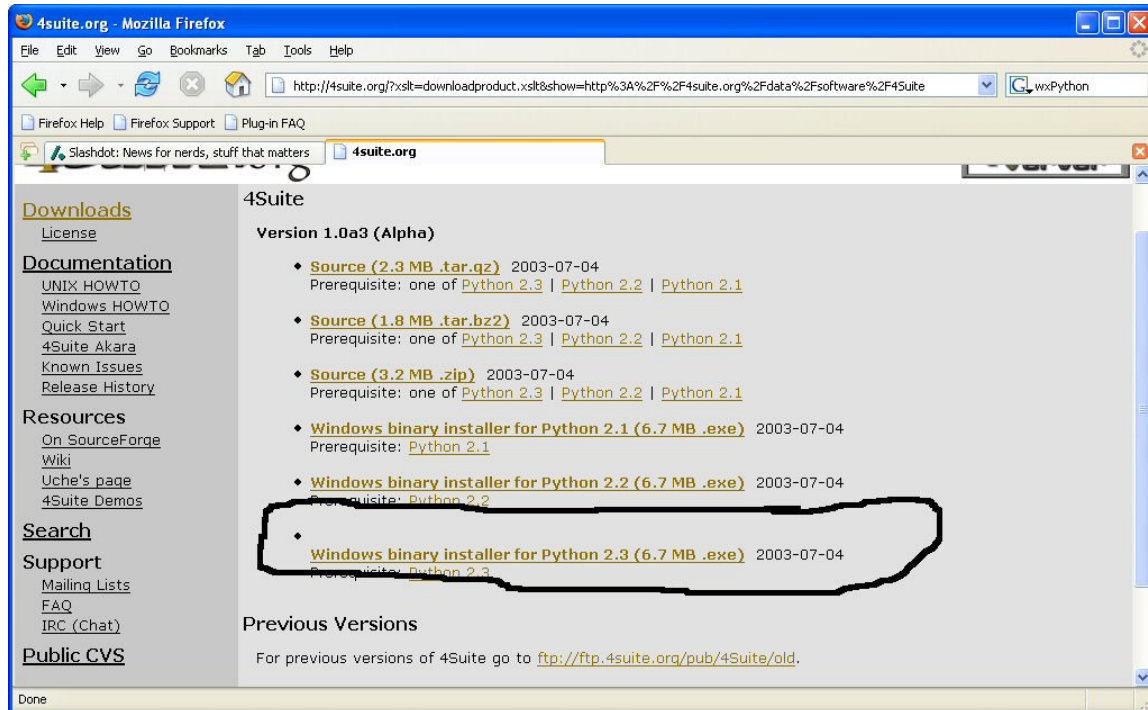 4suite.org - Mozilla Firefox
File Edit View Go Bookmarks Tab Tools Help
http://4suite.org/?xslt=downloadproduct.xslt&show=http%3A%2F%2F4suite.org%2Fdata%2Fsoftware%2F4Suite
G wxPython
Firefox Help Firefox Support Plug-in FAQ
Slashdot: News for nerds, stuff that matters 4suite.org
Downloads
License
Documentation
UNIX HOWTO
Windows HOWTO
Quick Start
4Suite Akara
Known Issues
Release History
Resources
On SourceForge
Wiki
Uche's page
4Suite Demos
Search
Support
Mailing Lists
FAQ
IRC (Chat)
Public CVS
4Suite
Version 1.0a3 (Alpha)
Source (2.3 MB .tar.gz) 2003-07-04
Prerequisite: one of Python 2.3 | Python 2.2 | Python 2.1
Source (1.8 MB .tar.bz2) 2003-07-04
Prerequisite: one of Python 2.3 | Python 2.2 | Python 2.1
Source (3.2 MB .zip) 2003-07-04
Prerequisite: one of Python 2.3 | Python 2.2 | Python 2.1
Windows binary installer for Python 2.1 (6.7 MB .exe) 2003-07-04
Prerequisite: Python 2.1
Windows binary installer for Python 2.2 (6.7 MB .exe) 2003-07-04
Prerequisite: Python 2.2
Windows binary installer for Python 2.3 (6.7 MB .exe) 2003-07-04
Prerequisite: Python 2.3
Previous Versions
For previous versions of 4Suite go to ftp://ftp.4suite.org/pub/4Suite/old.
Done